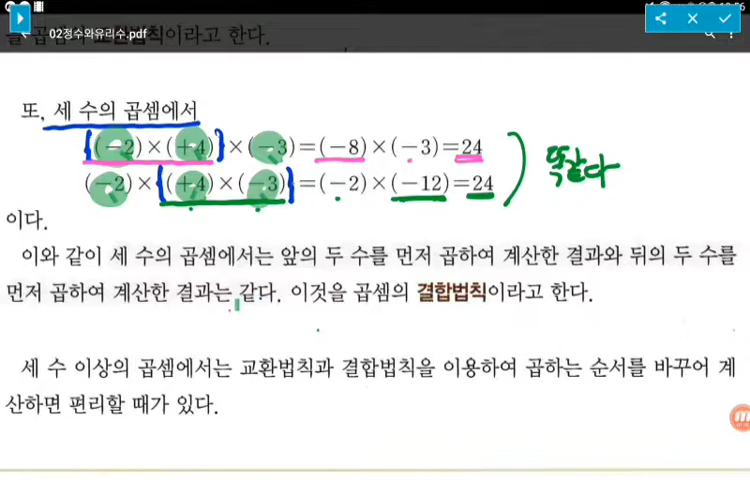 02정수와유리수.pdf
을 곱셈의 교환법칙이라고 한다.
또, 세 수의 곱셈에서
{(−2)×(+4)}×(−3)=(−8)×(−3)=24
(−2)×{(+4)×(−3)}=(−2)×(−12)=24
똑같다
이다.
이와 같이 세 수의 곱셈에서는 앞의 두 수를 먼저 곱하여 계산한 결과와 뒤의 두 수를
먼저 곱하여 계산한 결과는 같다. 이것을 곱셈의 결합법칙이라고 한다.
세 수 이상의 곱셈에서는 교환법칙과 결합법칙을 이용하여 곱하는 순서를 바꾸어 계
산하면 편리할 때가 있다.